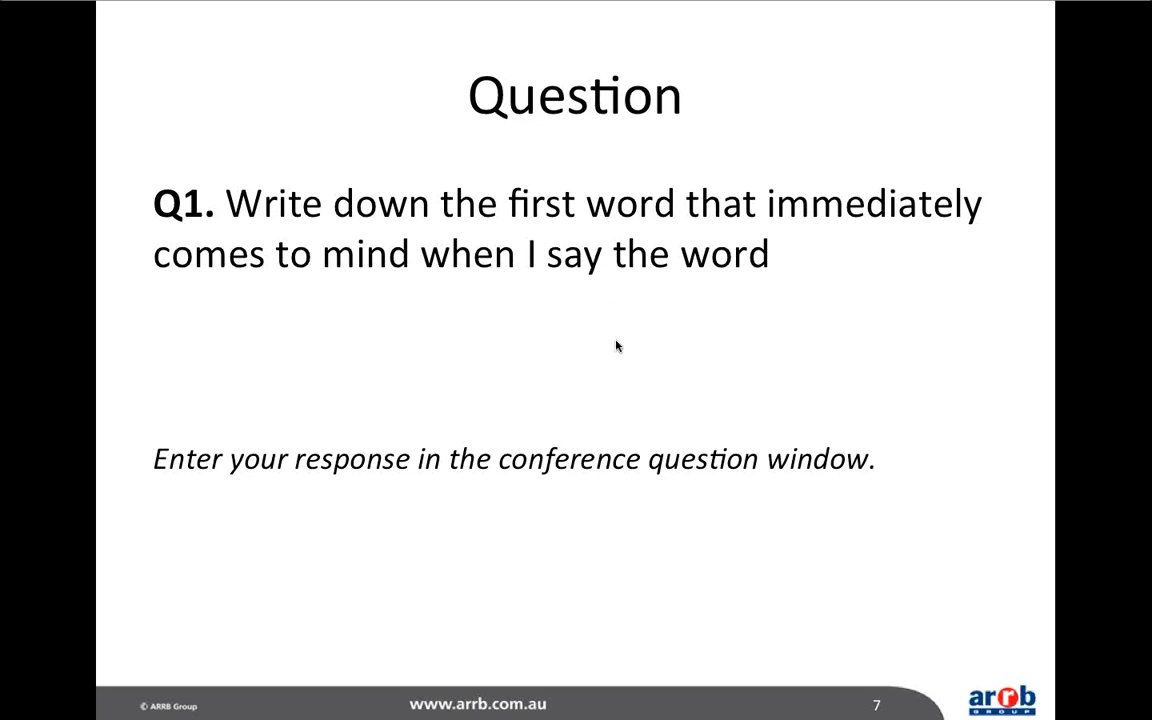 Question
Q1. Write down the first word that immediately
comes to mind when I say the word
Enter your response in the conference question window.
© ARRB Group
www.arrb.com.au
7
arrb
GROUP